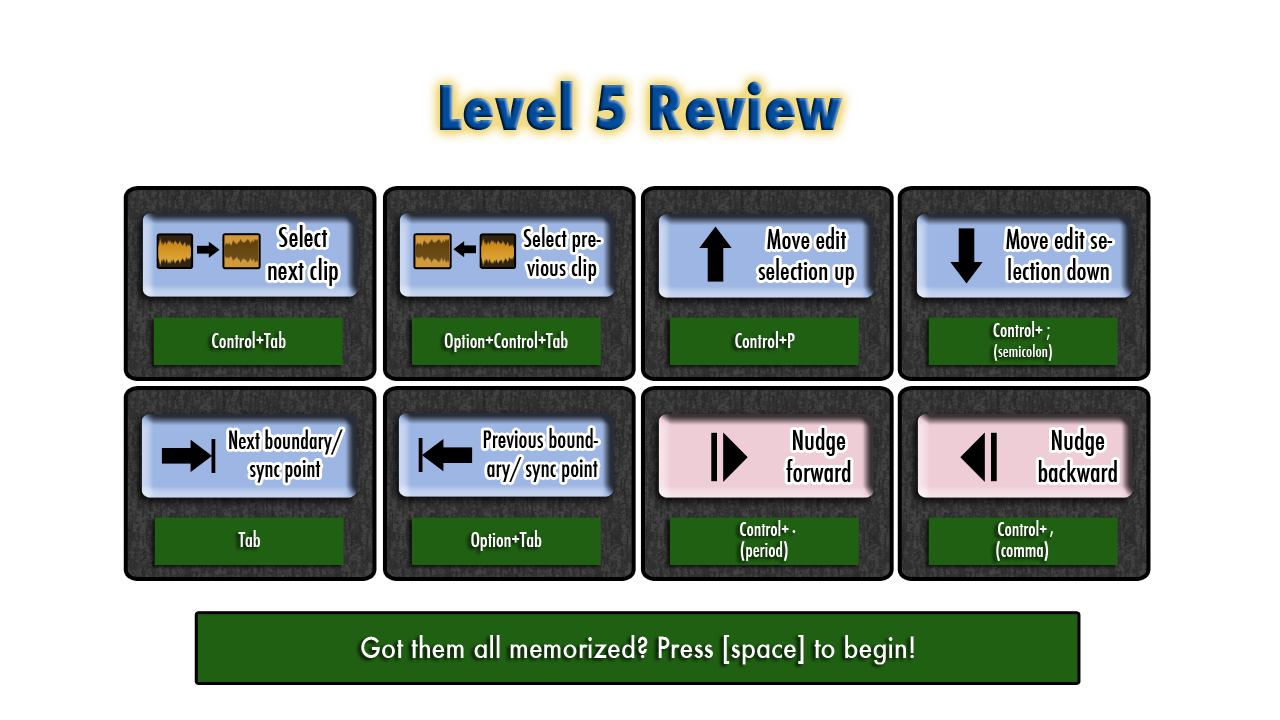 Level 5 Review
Select
next clip
Control+Tab
Select pre-
vious clip
Option+Control+Tab
Move edit
selection up
Control+P
Move edit se-
lection down
Control+ ;
(semicolon)
Next boundary/
sync point
Tab
Previous bound-
ary/ sync point
Option+Tab
Nudge
forward
Control+ .
(period)
Nudge
backward
Control+ ,
(comma)
Got them all memorized? Press [space] to begin!